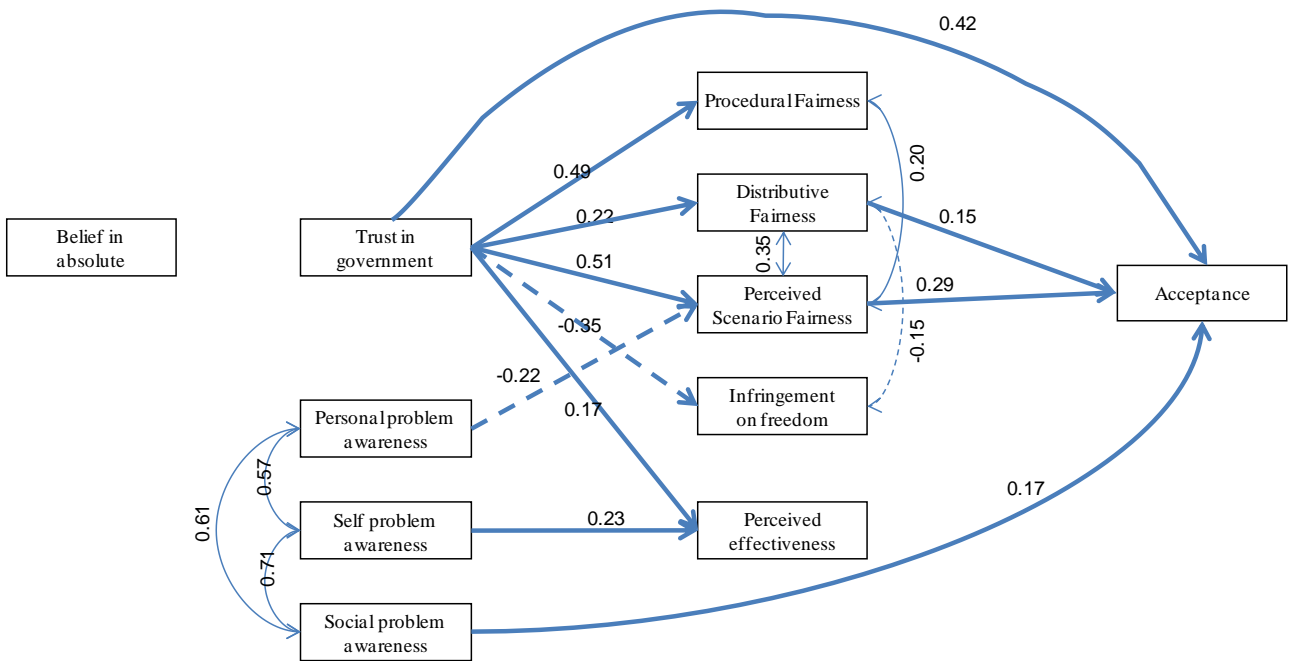 0.42
Procedural Fairness
0.20
0.49
Distributive
Fairness
0.22
0.15
Belief in
absolute
Trust in
government
0.51
0.35
Perceived
Scenario Fairness
0.29
Acceptance
-0.35
-0.15
-0.22
Infringement
on freedom
0.17
Personal problem
awareness
0.57
0.61
0.17
Self problem
awareness
0.23
Perceived
effectiveness
0.71
Social problem
awareness